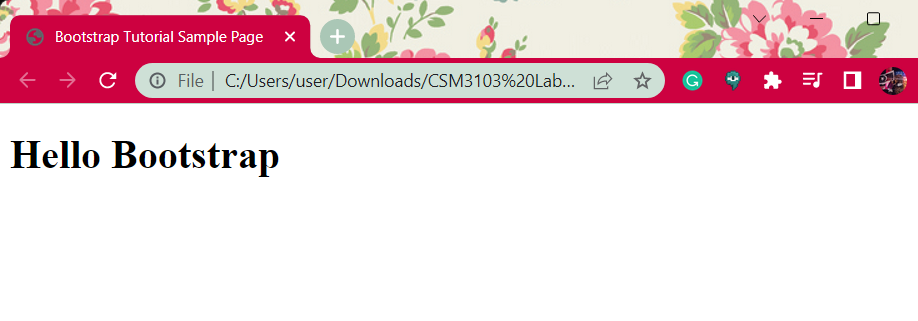 Bootstrap Tutorial Sample Page
File | C:/Users/user/Downloads/CSM3103%20Lab...
Hello Bootstrap